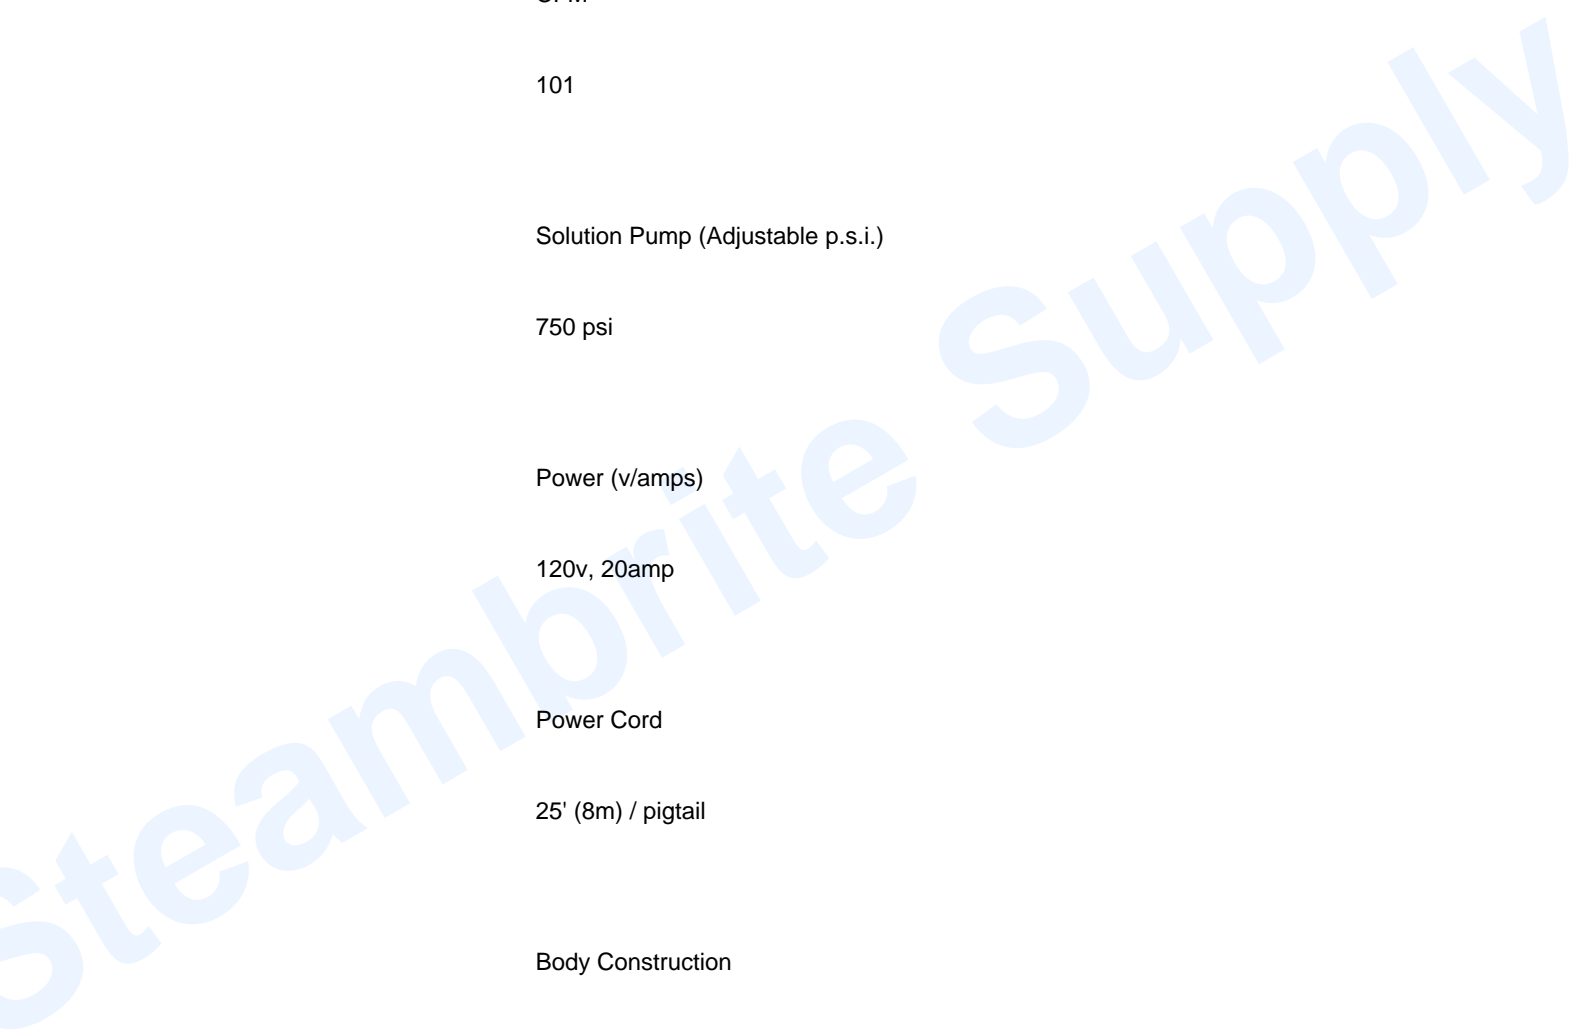 101
Solution Pump (Adjustable p.s.i.)
750 psi
Power (v/amps)
120v, 20amp
Power Cord
25' (8m) / pigtail
Body Construction
Steambrite Supply